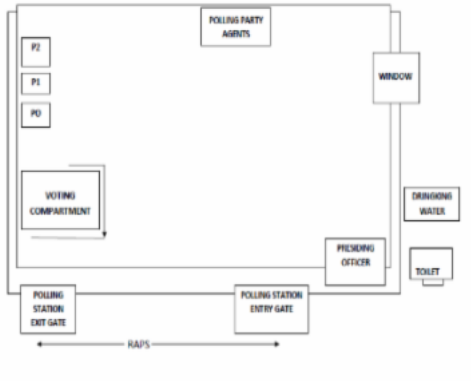 POLLING PARTY
AGENTS
P2
P1
PO
WINDOW
VOTING
COMPARTMENT
DRINGKING
WATER
PRESIDING
OFFICER
TOILET
POLLING
STATION
EXIT GATE
POLLING STATION
ENTRY GATE
RAPS